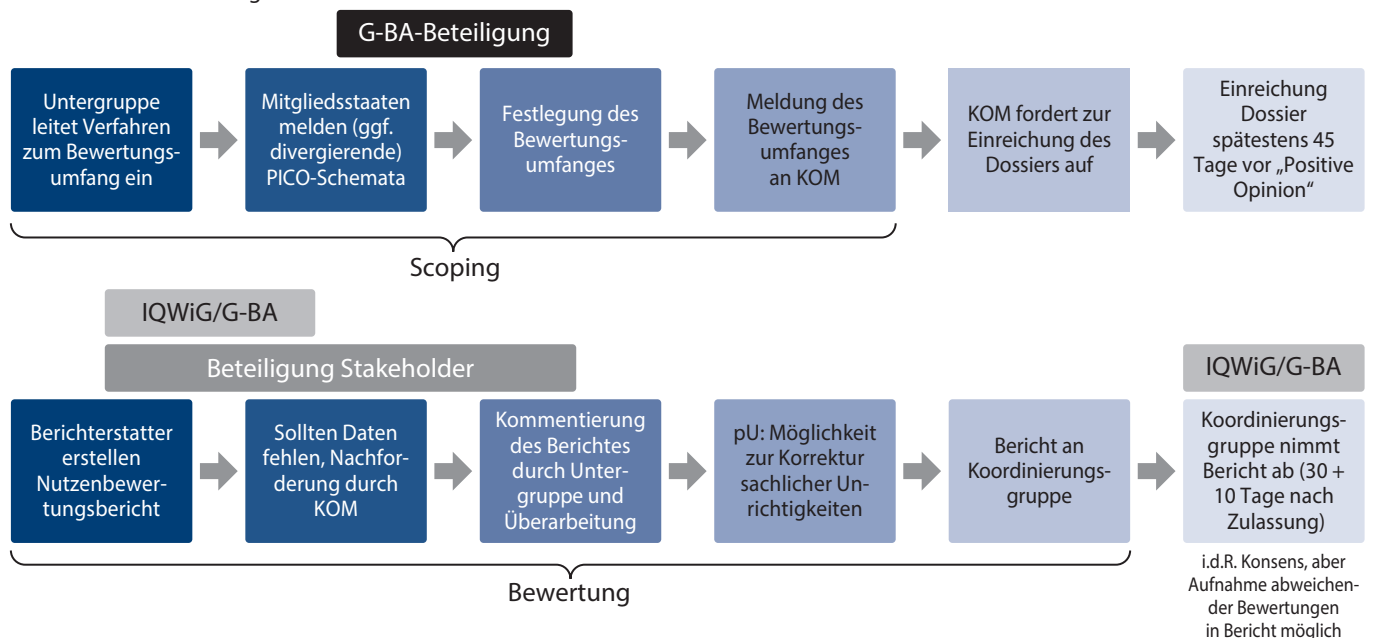 G-BA-Beteiligung
Untergruppe
leitet Verfahren
zum Bewertungs-
umfang ein
Mitgliedsstaaten
melden (ggf.
divergierende)
PICO-Schemata
Festlegung des
Bewertungs-
umfanges
Meldung des
Bewertungs-
umfanges
an KOM
KOM fordert zur
Einreichung des
Dossiers auf
Einreichung
Dossier
spätestens 45
Tage vor „Positive
Opinion“
Scoping
IQWiG/G-BA
Beteiligung Stakeholder
IQWiG/G-BA
Berichterstatter
erstellen
Nutzenbewer-
tungsbericht
Sollten Daten
fehlen, Nachfor-
derung durch
KOM
Kommentierung
des Berichtes
durch Unter-
gruppe und
Überarbeitung
pU: Möglichkeit
zur Korrektur
sachlicher Un-
richtigkeiten
Bericht an
Koordinierungs-
gruppe
Koordinierungs-
gruppe nimmt
Bericht ab (30 +
10 Tage nach
Zulassung)
Bewertung
i.d.R. Konsens, aber
Aufnahme abweichen-
der Bewertungen
in Bericht möglich